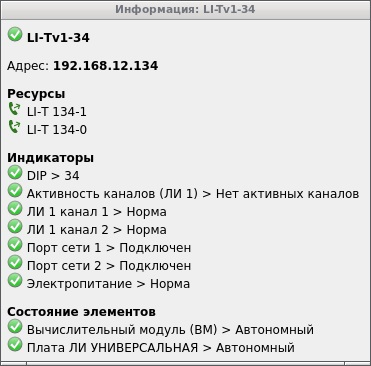 Информация: LI-Tv1-34
LI-Tv1-34
Адрес: 192.168.12.134
Ресурсы
LI-T 134-1
LI-T 134-0
Индикаторы
DIP > 34
Активность каналов (ЛИ 1) > Нет активных каналов
ЛИ 1 канал 1 > Норма
ЛИ 1 канал 2 > Норма
Порт сети 1 > Подключен
Порт сети 2 > Подключен
Электропитание > Норма
Состояние элементов
Вычислительный модуль (ВМ) > Автономный
Плата ЛИ УНИВЕРСАЛЬНАЯ > Автономный